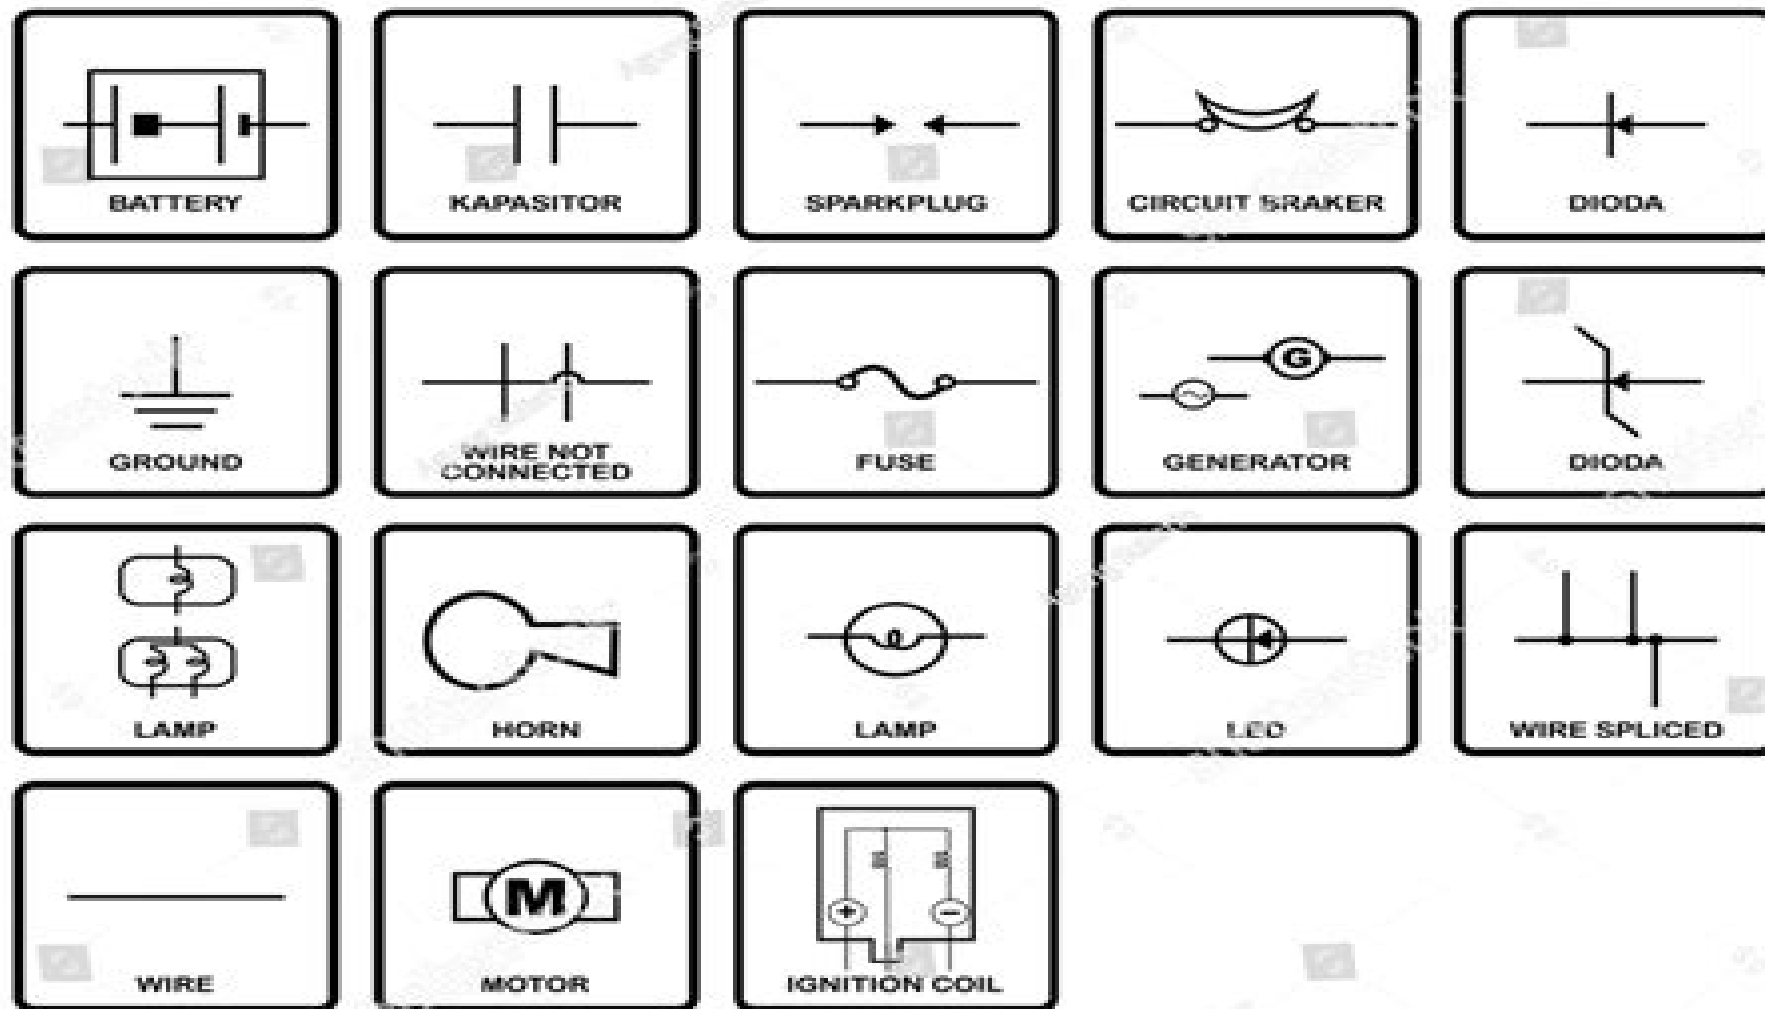 BATTERY
KAPASITOR
SPARKPLUG
CIRCUIT BRAKER
DIODA
GROUND
WIRE NOT
CONNECTED
FUSE
G
GENERATOR
DIODA
LAMP
HORN
LAMP
LED
WIRE SPLICED
WIRE
M
MOTOR
+ −
IGNITION COIL